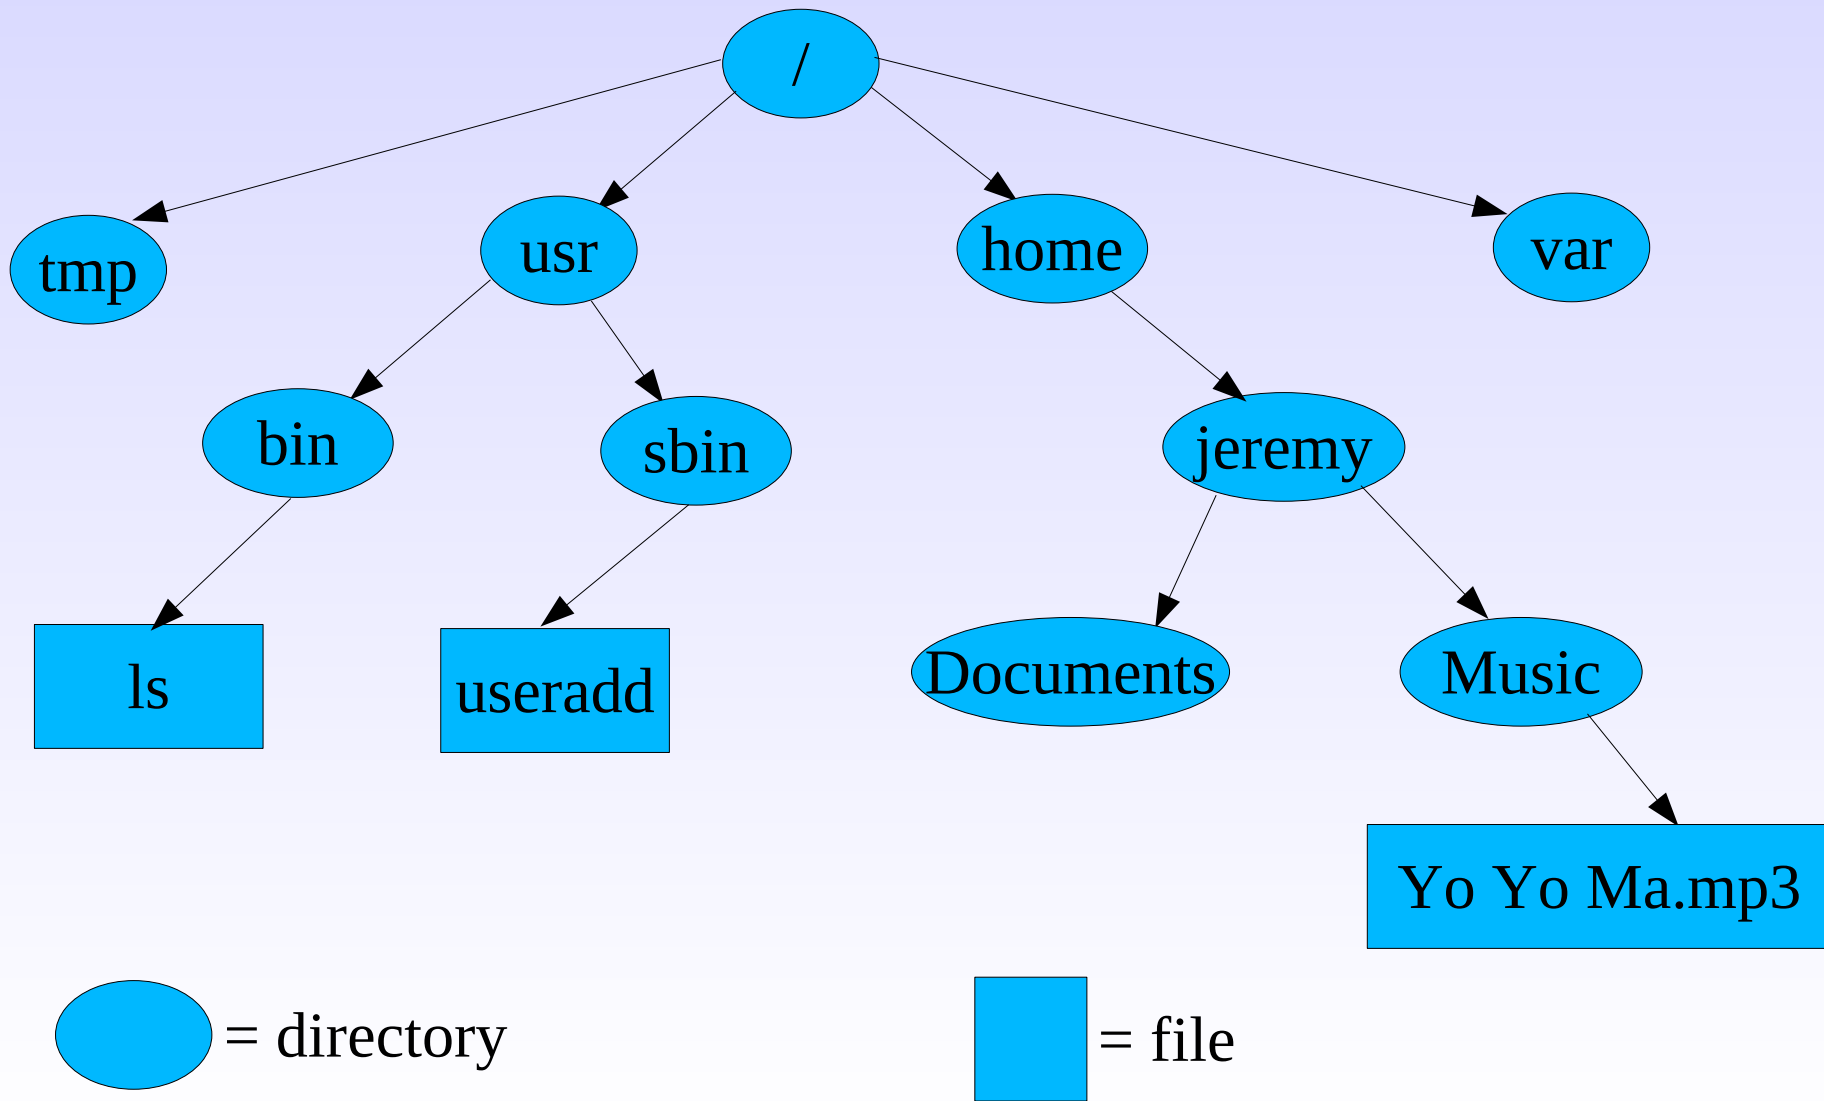 /
tmp
usr
home
var
bin
sbin
jeremy
ls
useradd
Documents
Music
Yo Yo Ma.mp3
= directory
= file